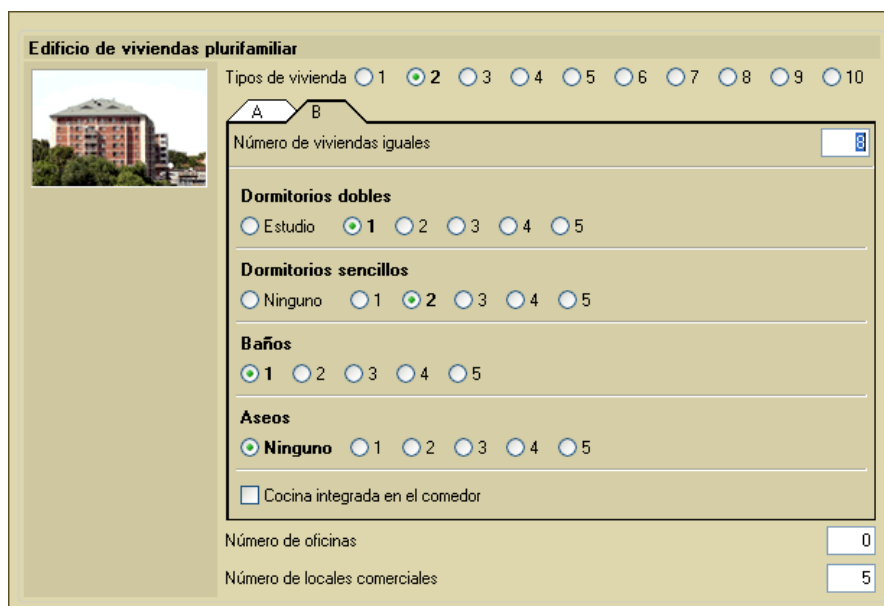 Edificio de viviendas plurifamiliar
Tipos de vivienda 1 2 3 4 5 6 7 8 9 10
A B
Número de viviendas iguales 8
Dormitorios dobles
Estudio 1 2 3 4 5
Dormitorios sencillos
Ninguno 1 2 3 4 5
Baños
1 2 3 4 5
Aseos
Ninguno 1 2 3 4 5
Cocina integrada en el comedor
Número de oficinas 0
Número de locales comerciales 5